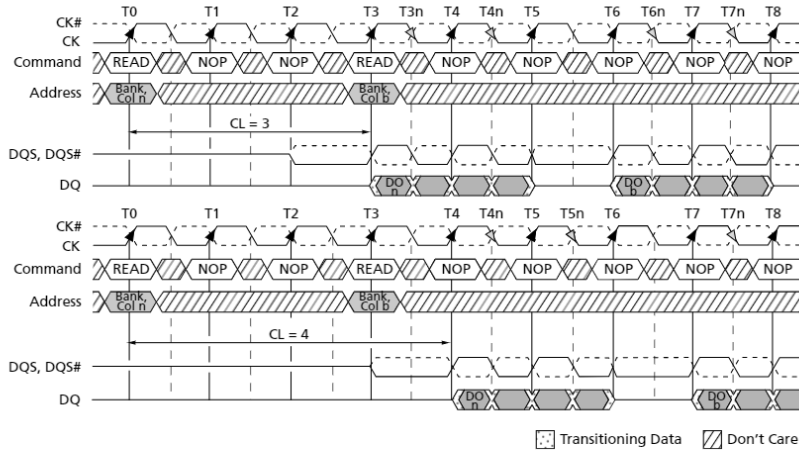 T0 T1 T2 T3 T3n T4 T4n T5 T6 T6n T7 T7n T8
CK#
CK
Command READ NOP NOP READ NOP NOP NOP NOP NOP
Address Bank, Col n Bank, Col b
CL = 3
DQS, DQS#
DQ DO n DO b
T0 T1 T2 T3 T4 T4n T5 T5n T6 T7 T7n T8
CK#
CK
Command READ NOP NOP READ NOP NOP NOP NOP NOP
Address Bank, Col n Bank, Col b
CL = 4
DQS, DQS#
DQ DO n DO b
Transitioning Data Don't Care